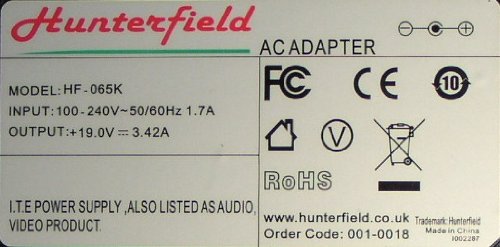 Hunterfield
AC ADAPTER
MODEL: HF-065K
INPUT: 100-240V~50/60Hz 1.7A
OUTPUT: +19.0V⎓3.42A
FC
CE
10
V
RoHS
I.T.E POWER SUPPLY ,ALSO LISTED AS AUDIO,
VIDEO PRODUCT.
www.hunterfield.co.uk
Order Code: 001-0018
Trademark: Hunterfield
Made in China
I002287